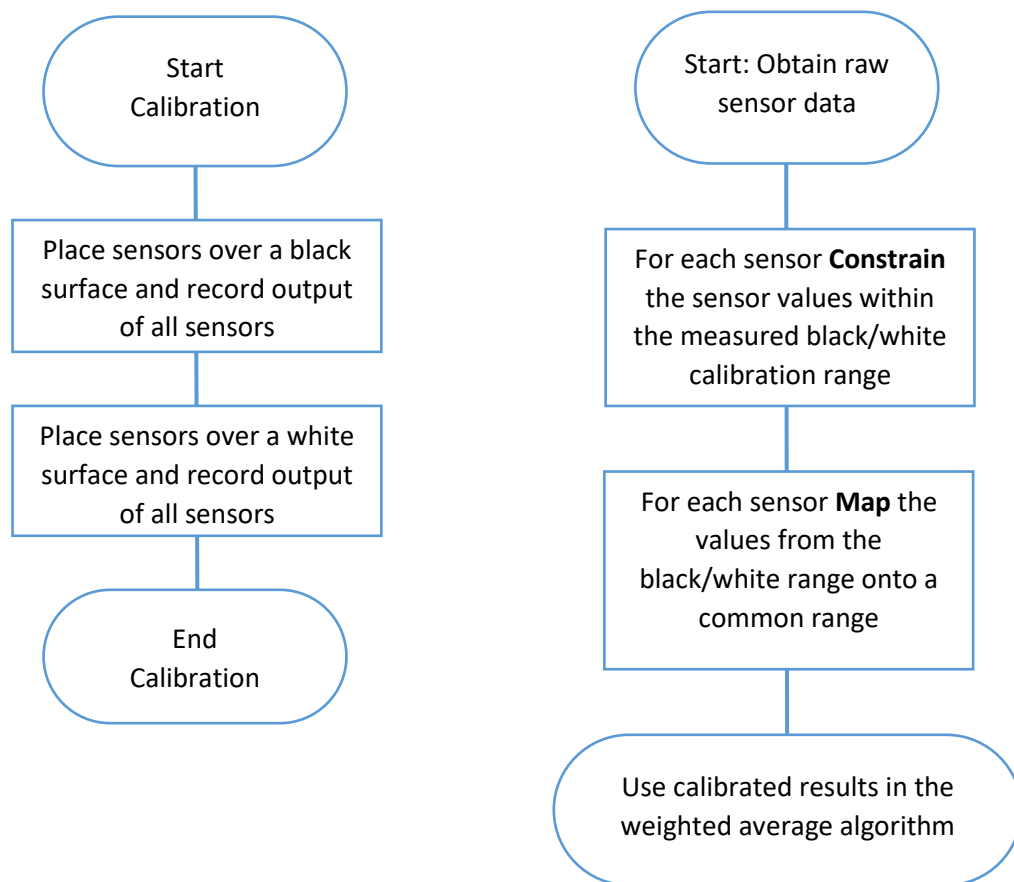 Start
Calibration
Place sensors over a black
surface and record output
of all sensors
Place sensors over a white
surface and record output
of all sensors
End
Calibration
Start: Obtain raw
sensor data
For each sensor Constrain
the sensor values within
the measured black/white
calibration range
For each sensor Map the
values from the
black/white range onto a
common range
Use calibrated results in the
weighted average algorithm